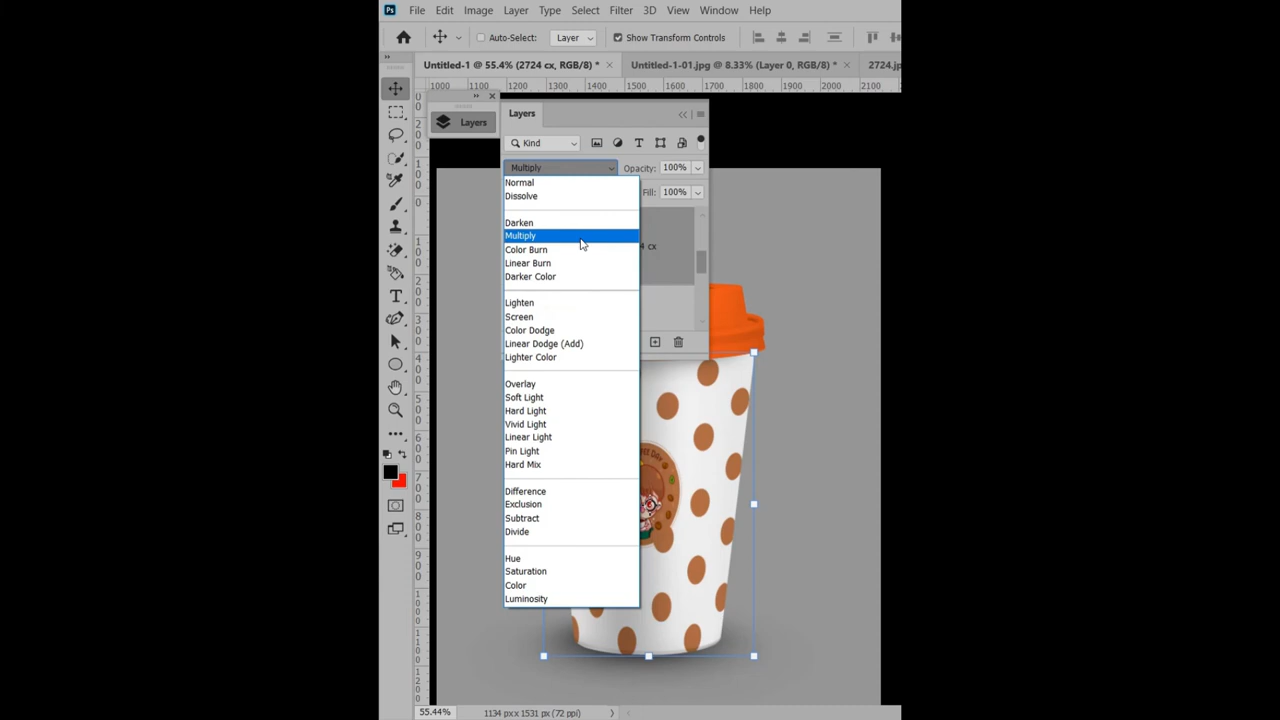 Ps File Edit Image Layer Type Select Filter 3D View Window Help
Auto-Select: Layer Show Transform Controls
Untitled-1 @ 55.4% (2724 cx, RGB/8) * × Untitled-1-01.jpg @ 8.33% (Layer 0, RGB/8) * × 2724.jp
1000 1100 1200 1300 1400 1500 1600 1700 1800 1900 2000 2100
Layers
Layers
Kind
Multiply Opacity: 100%
Fill: 100%
Normal
Dissolve
Darken
Multiply
4 cx
Color Burn
Linear Burn
Darker Color
Lighten
Screen
Color Dodge
Linear Dodge (Add)
Lighter Color
Overlay
Soft Light
Hard Light
Vivid Light
Linear Light
Pin Light
Hard Mix
Difference
Exclusion
Subtract
Divide
Hue
Saturation
Color
Luminosity
55.44% 1134 px x 1531 px (72 ppi)